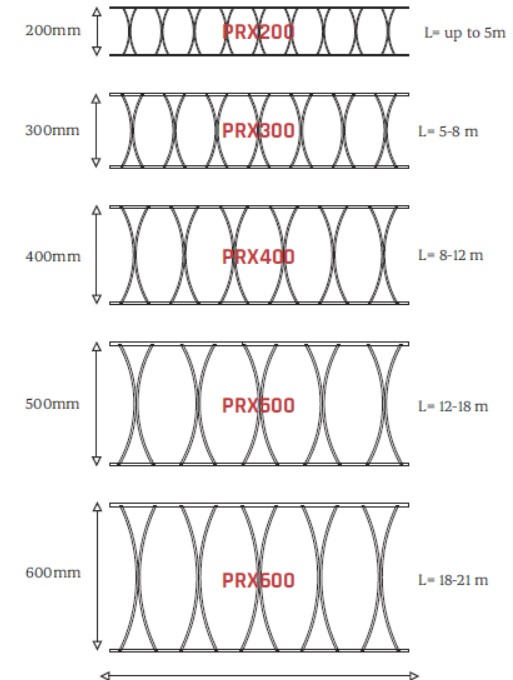 200mm PRX200 L= up to 5m
300mm PRX300 L= 5-8 m
400mm PRX400 L= 8-12 m
500mm PRX500 L= 12-18 m
600mm PRX600 L= 18-21 m